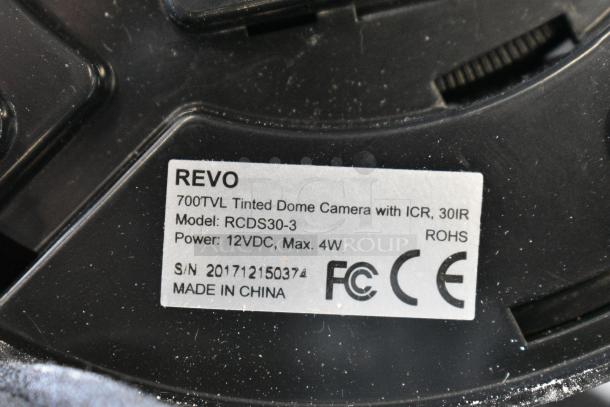 REVO
700TVL Tinted Dome Camera with ICR, 30IR
Model: RCDS30-3
ROHS
Power: 12VDC, Max. 4W
S/N 201712150374
MADE IN CHINA
FC CE
GROUP